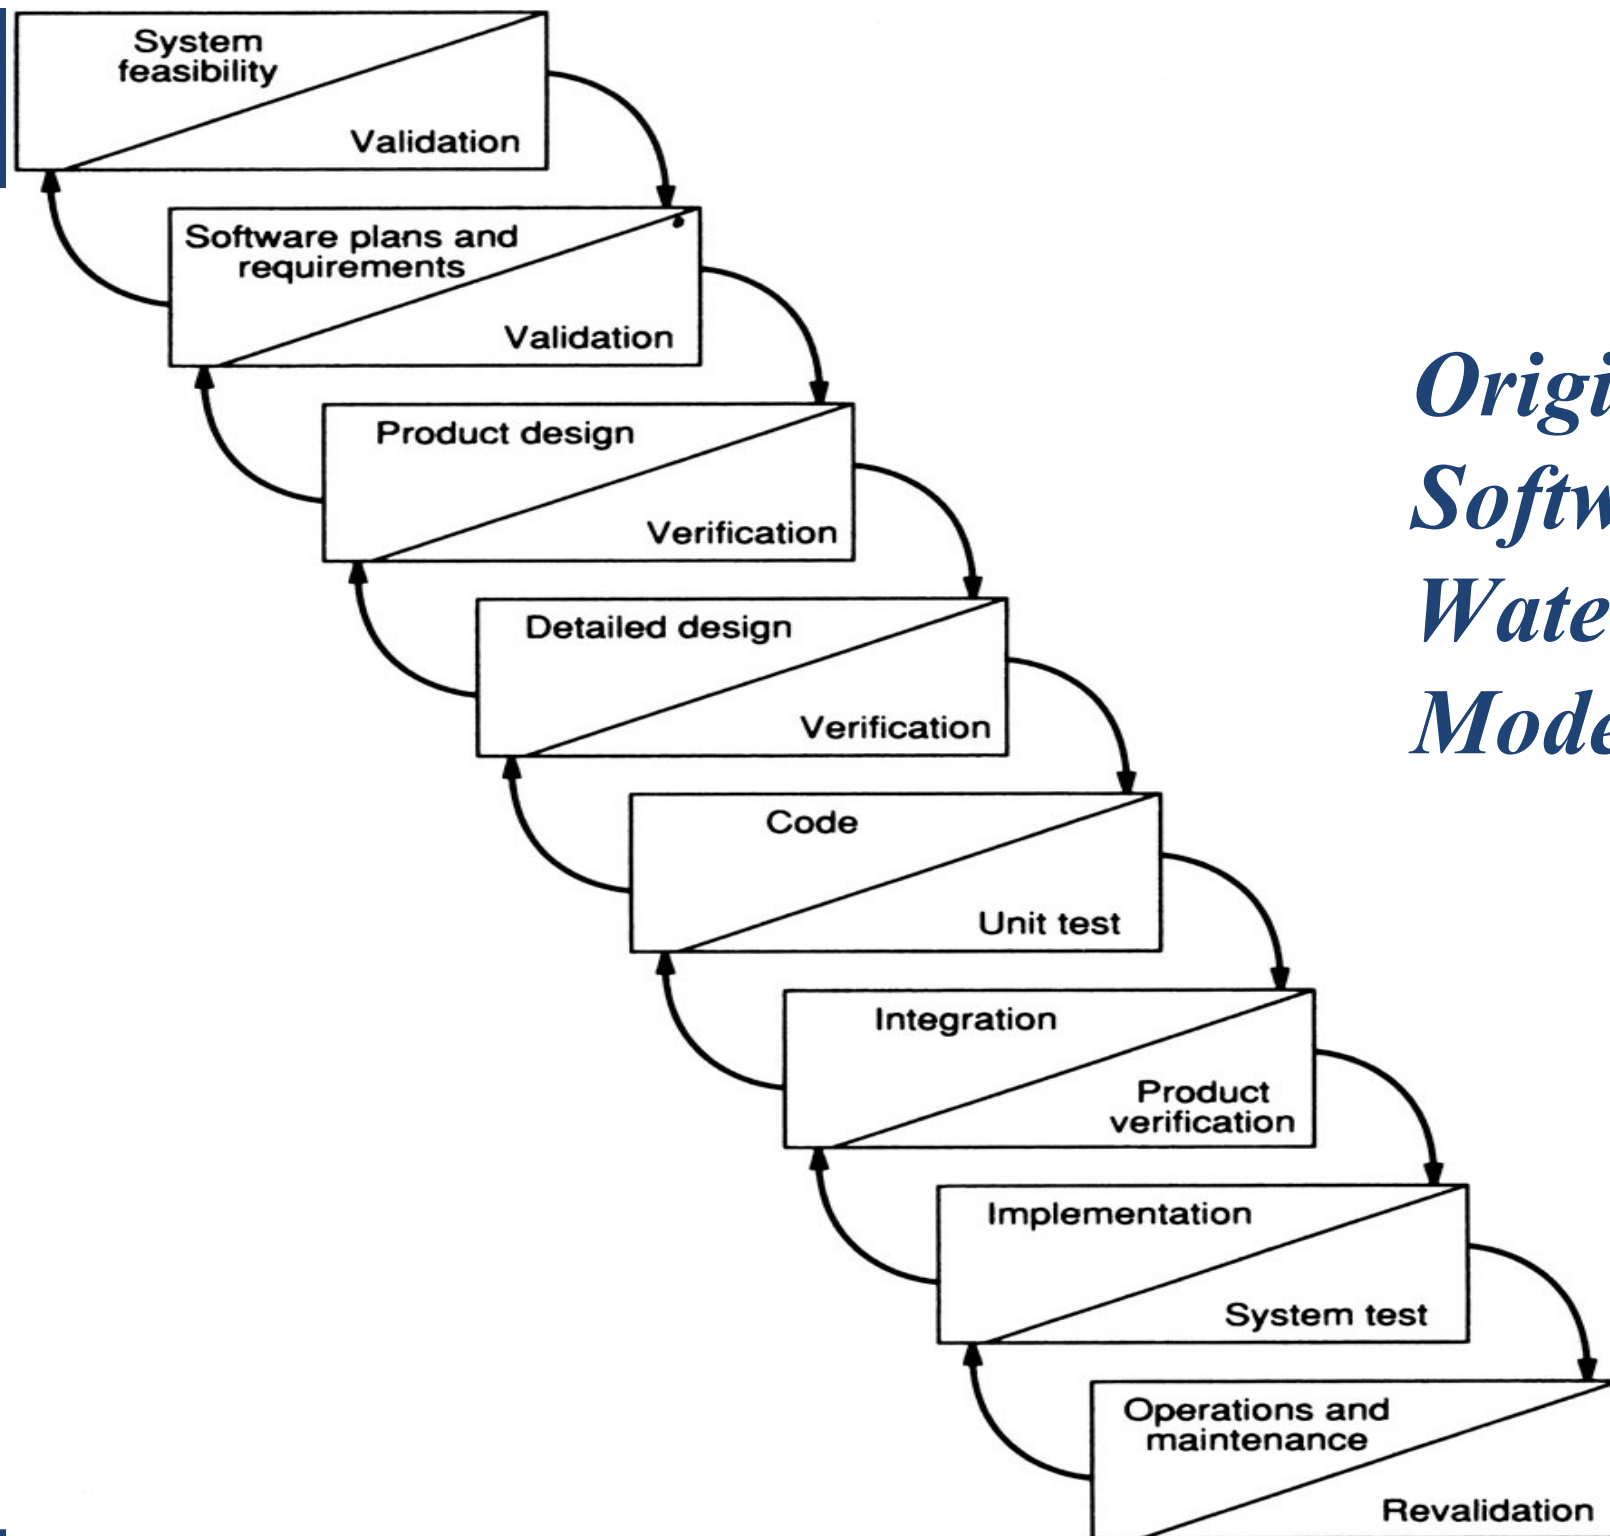 System
feasibility
Validation
Software plans and
requirements
Validation
Product design
Verification
Detailed design
Verification
Code
Unit test
Integration
Product
verification
Implementation
System test
Operations and
maintenance
Revalidation